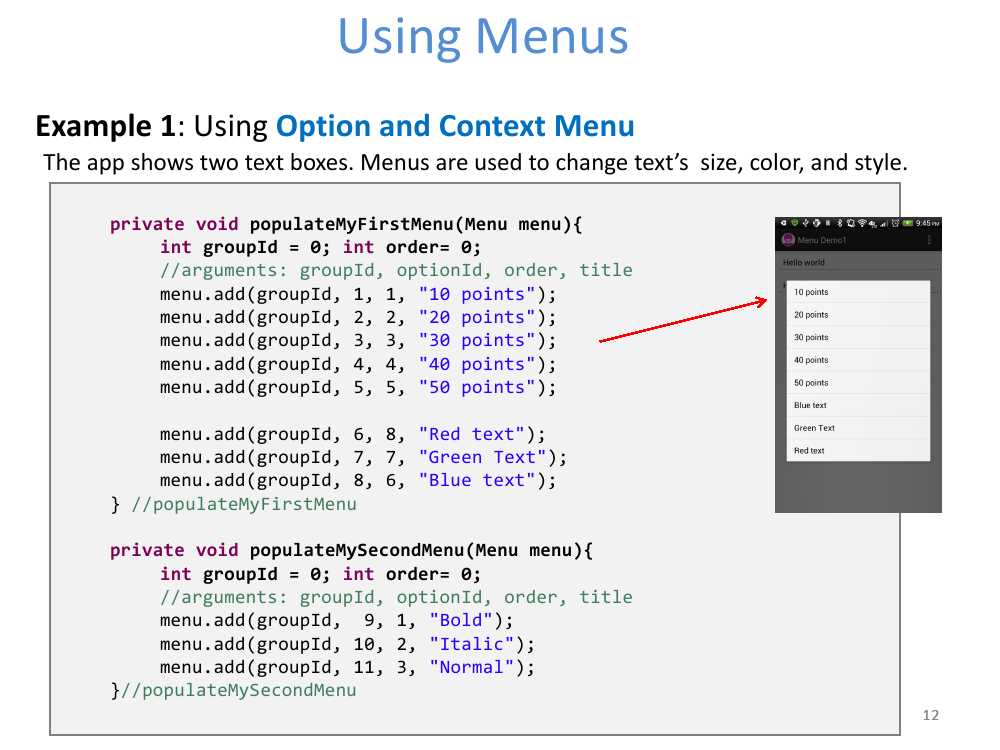 Using Menus
Example 1: Using Option and Context Menu
The app shows two text boxes. Menus are used to change text’s  size, color, and style.
private void populateMyFirstMenu(Menu menu){
int groupId = 0; int order= 0;
//arguments: groupId, optionId, order, title
menu.add(groupId, 1, 1, "10 points");
menu.add(groupId, 2, 2, "20 points");
menu.add(groupId, 3, 3, "30 points");
menu.add(groupId, 4, 4, "40 points");
menu.add(groupId, 5, 5, "50 points");
menu.add(groupId, 6, 8, "Red text");
menu.add(groupId, 7, 7, "Green Text");
menu.add(groupId, 8, 6, "Blue text");
} //populateMyFirstMenu
private void populateMySecondMenu(Menu menu){
int groupId = 0; int order= 0;
//arguments: groupId, optionId, order, title
menu.add(groupId,  9, 1, "Bold");
menu.add(groupId, 10, 2, "Italic");
menu.add(groupId, 11, 3, "Normal");
}//populateMySecondMenu
9:45 PM
Menu Demo1
Hello world
10 points
20 points
30 points
40 points
50 points
Blue text
Green Text
Red text
12